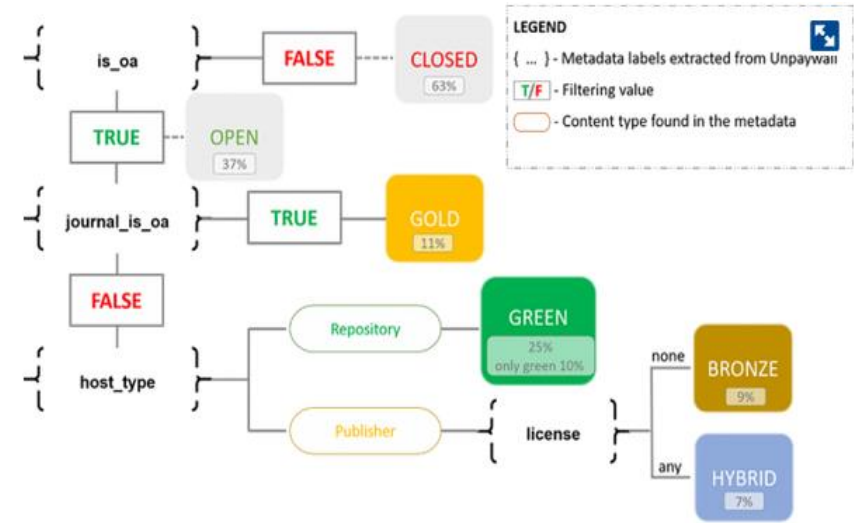 LEGEND
{ ... } - Metadata labels extracted from Unpaywall
T/F - Filtering value
- Content type found in the metadata
is_oa
FALSE
CLOSED
63%
TRUE
OPEN
37%
journal_is_oa
TRUE
GOLD
11%
FALSE
host_type
Repository
GREEN
25%
only green 10%
Publisher
license
none
BRONZE
9%
any
HYBRID
7%